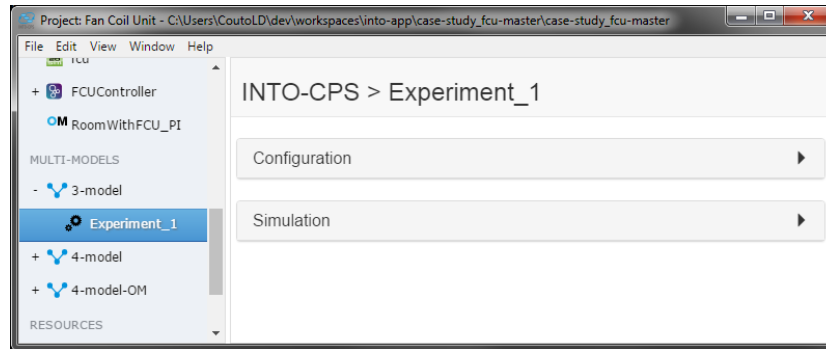 Project: Fan Coil Unit - C:\Users\CoutoLD\dev\workspaces\into-app\case-study_fcu-master\case-study_fcu-master
File Edit View Window Help
fcu
+ FCUController
OM RoomWithFCU_PI
MULTI-MODELS
- 3-model
Experiment_1
+ 4-model
+ 4-model-OM
RESOURCES
INTO-CPS > Experiment_1
Configuration
Simulation